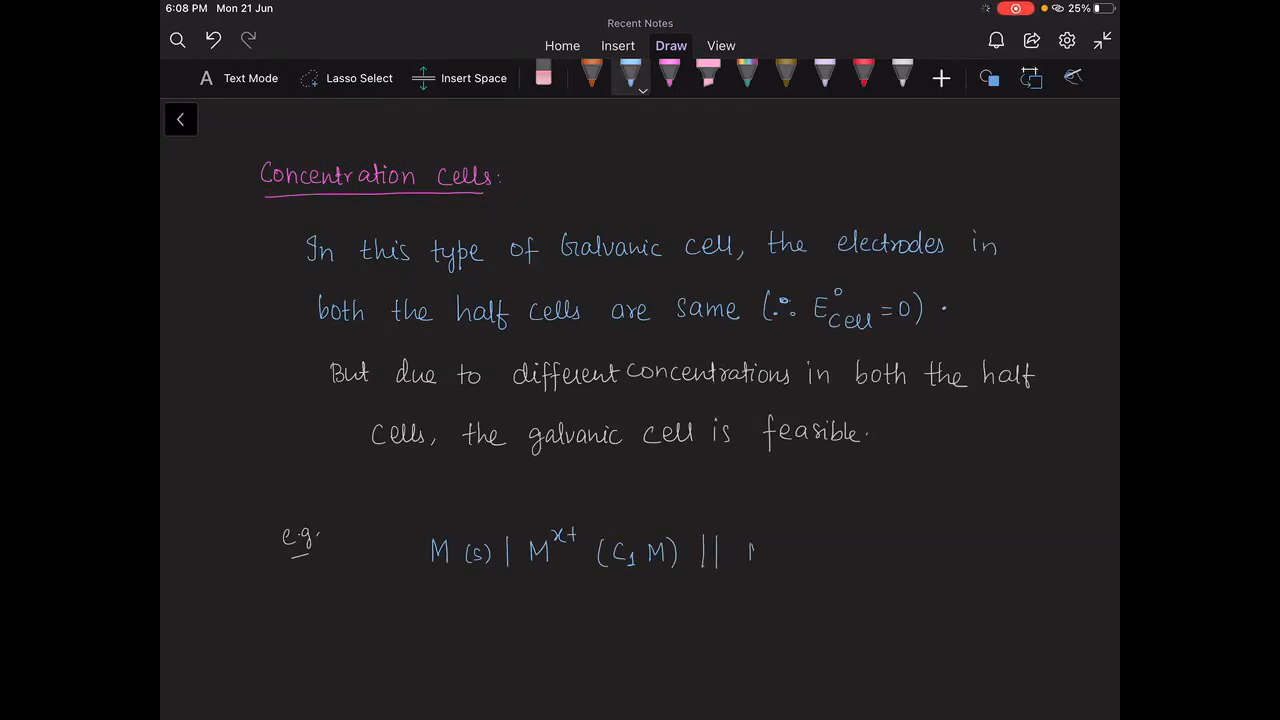 6:08 PM Mon 21 Jun
25%
Recent Notes
Home Insert Draw View
Text Mode Lasso Select Insert Space
Concentration Cells:
In this type of Galvanic cell, the electrodes in
both the half cells are same (∴ E°cell = 0) .
But due to different concentrations in both the half
cells, the galvanic cell is feasible.
e.g. M (s) | M^x+ (C₁ M) ||